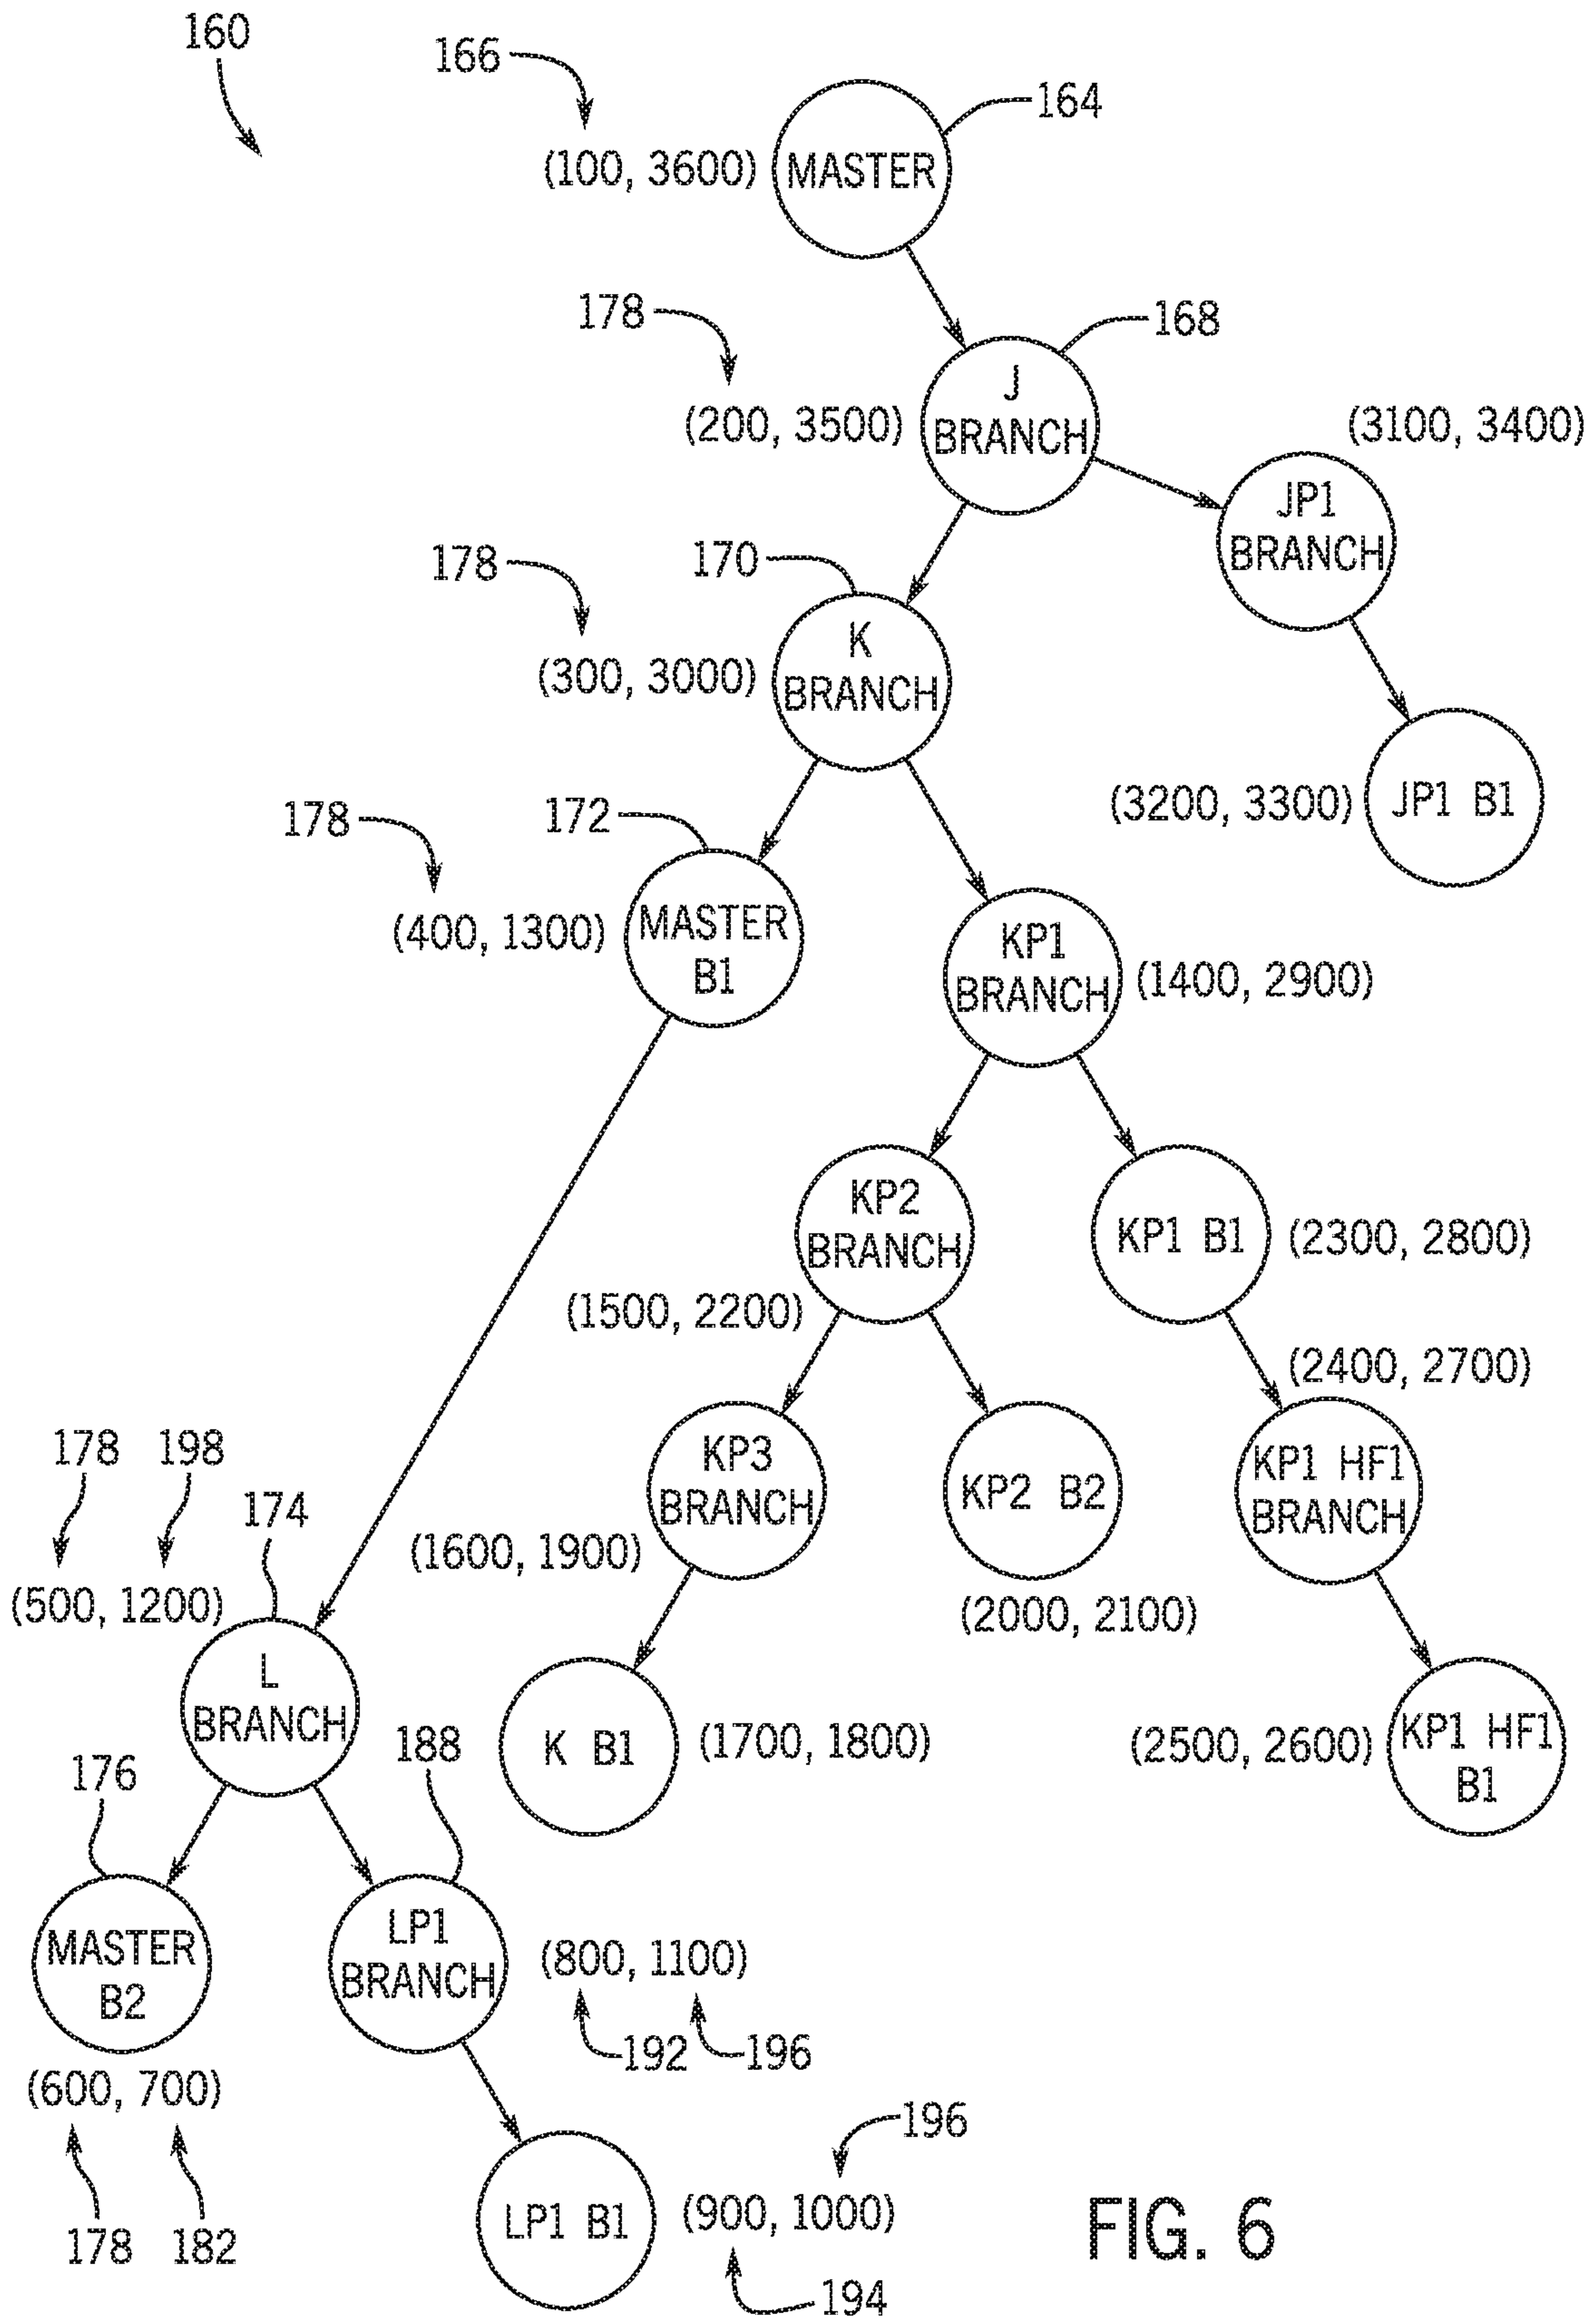 160
166
164
(100, 3600)
MASTER
178
168
J
BRANCH
(200, 3500)
(3100, 3400)
JP1
BRANCH
178
170
K
BRANCH
(300, 3000)
JP1 B1
(3200, 3300)
178
172
(400, 1300)
MASTER
B1
KP1
BRANCH
(1400, 2900)
KP2
BRANCH
KP1 B1
(2300, 2800)
(1500, 2200)
(2400, 2700)
178
198
174
KP3
BRANCH
KP2 B2
KP1 HF1
BRANCH
(500, 1200)
(1600, 1900)
(2000, 2100)
L
BRANCH
188
K B1
(1700, 1800)
(2500, 2600)
KP1 HF1
B1
176
MASTER
B2
LP1
BRANCH
(800, 1100)
192
196
(600, 700)
196
178
182
LP1 B1
(900, 1000)
194
FIG. 6